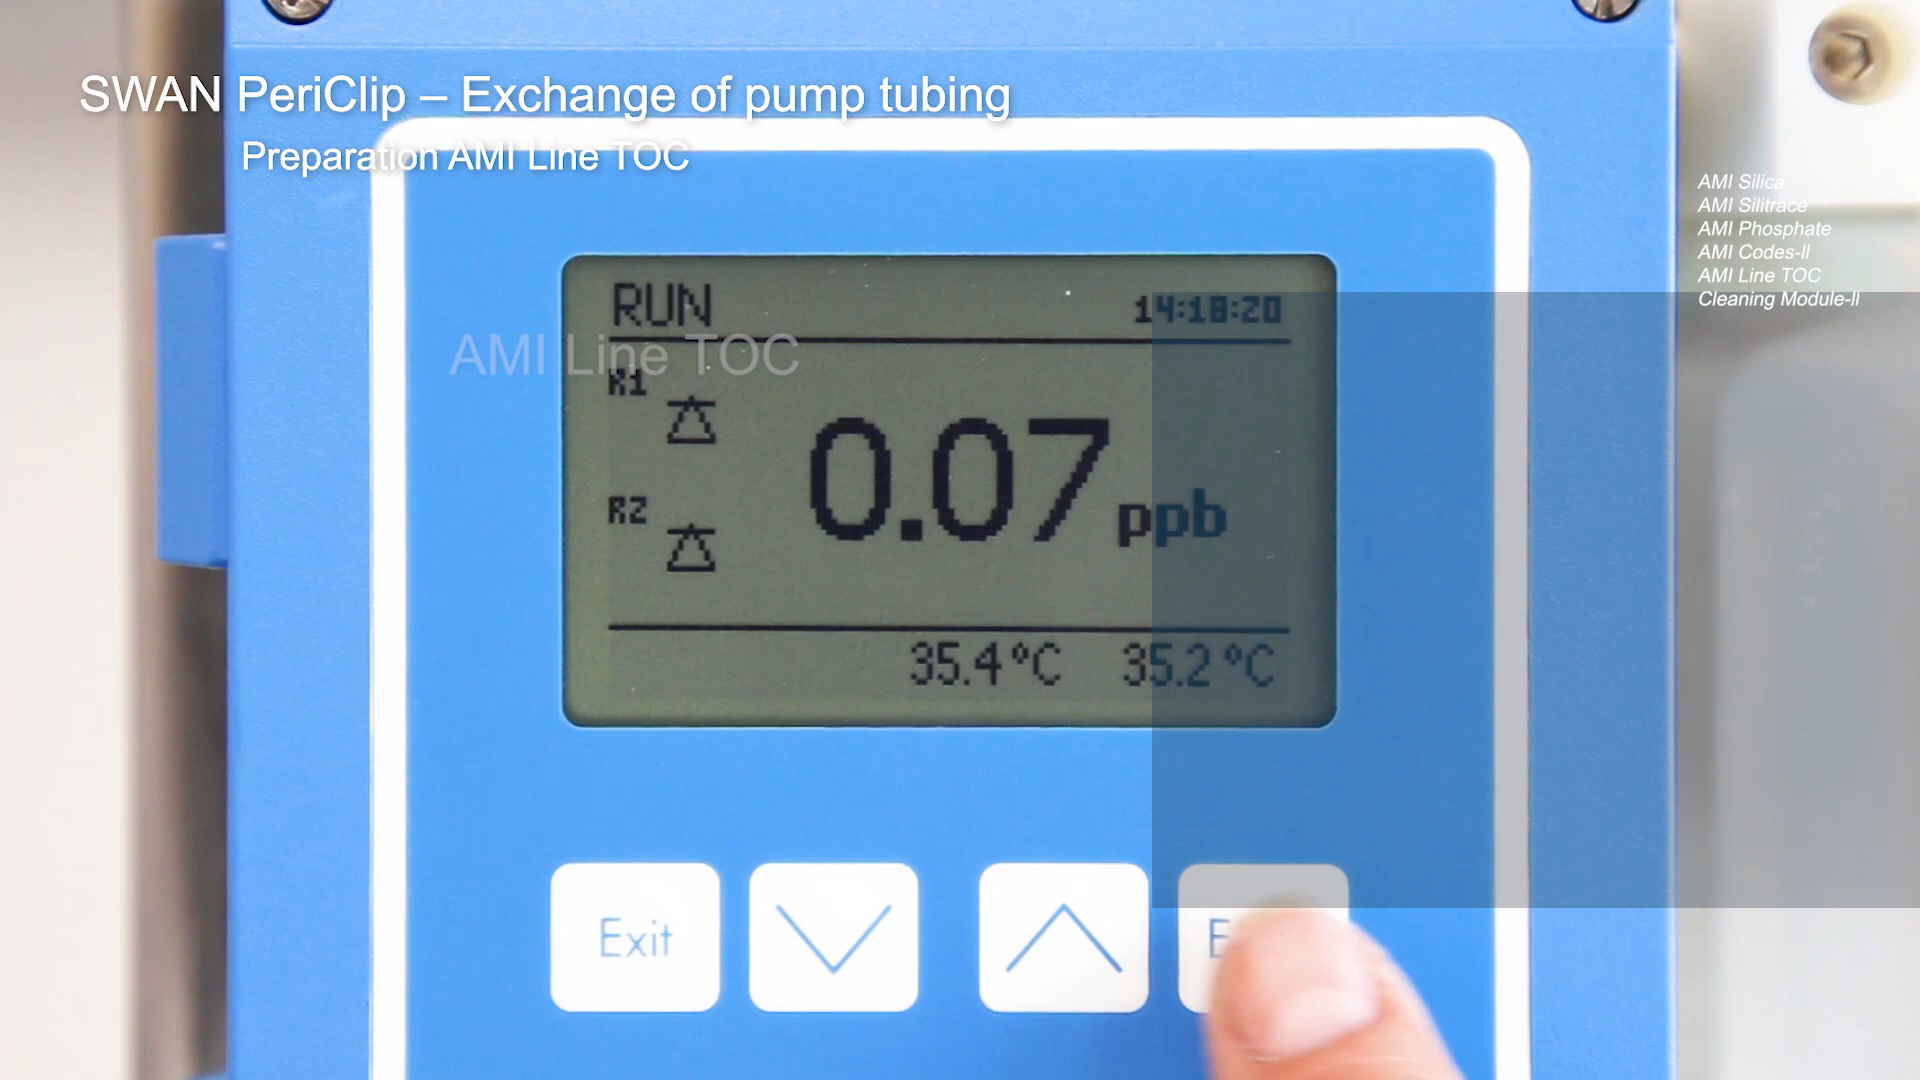 SWAN PeriClip – Exchange of pump tubing
Preparation AMI Line TOC
AMI Silica
AMI Silitrace
AMI Phosphate
AMI Codes-II
AMI Line TOC
Cleaning Module-II
RUN 14:18:20
AMI Line TOC
R1
0.07 ppb
R2
35.4 °C 35.2 °C
Exit